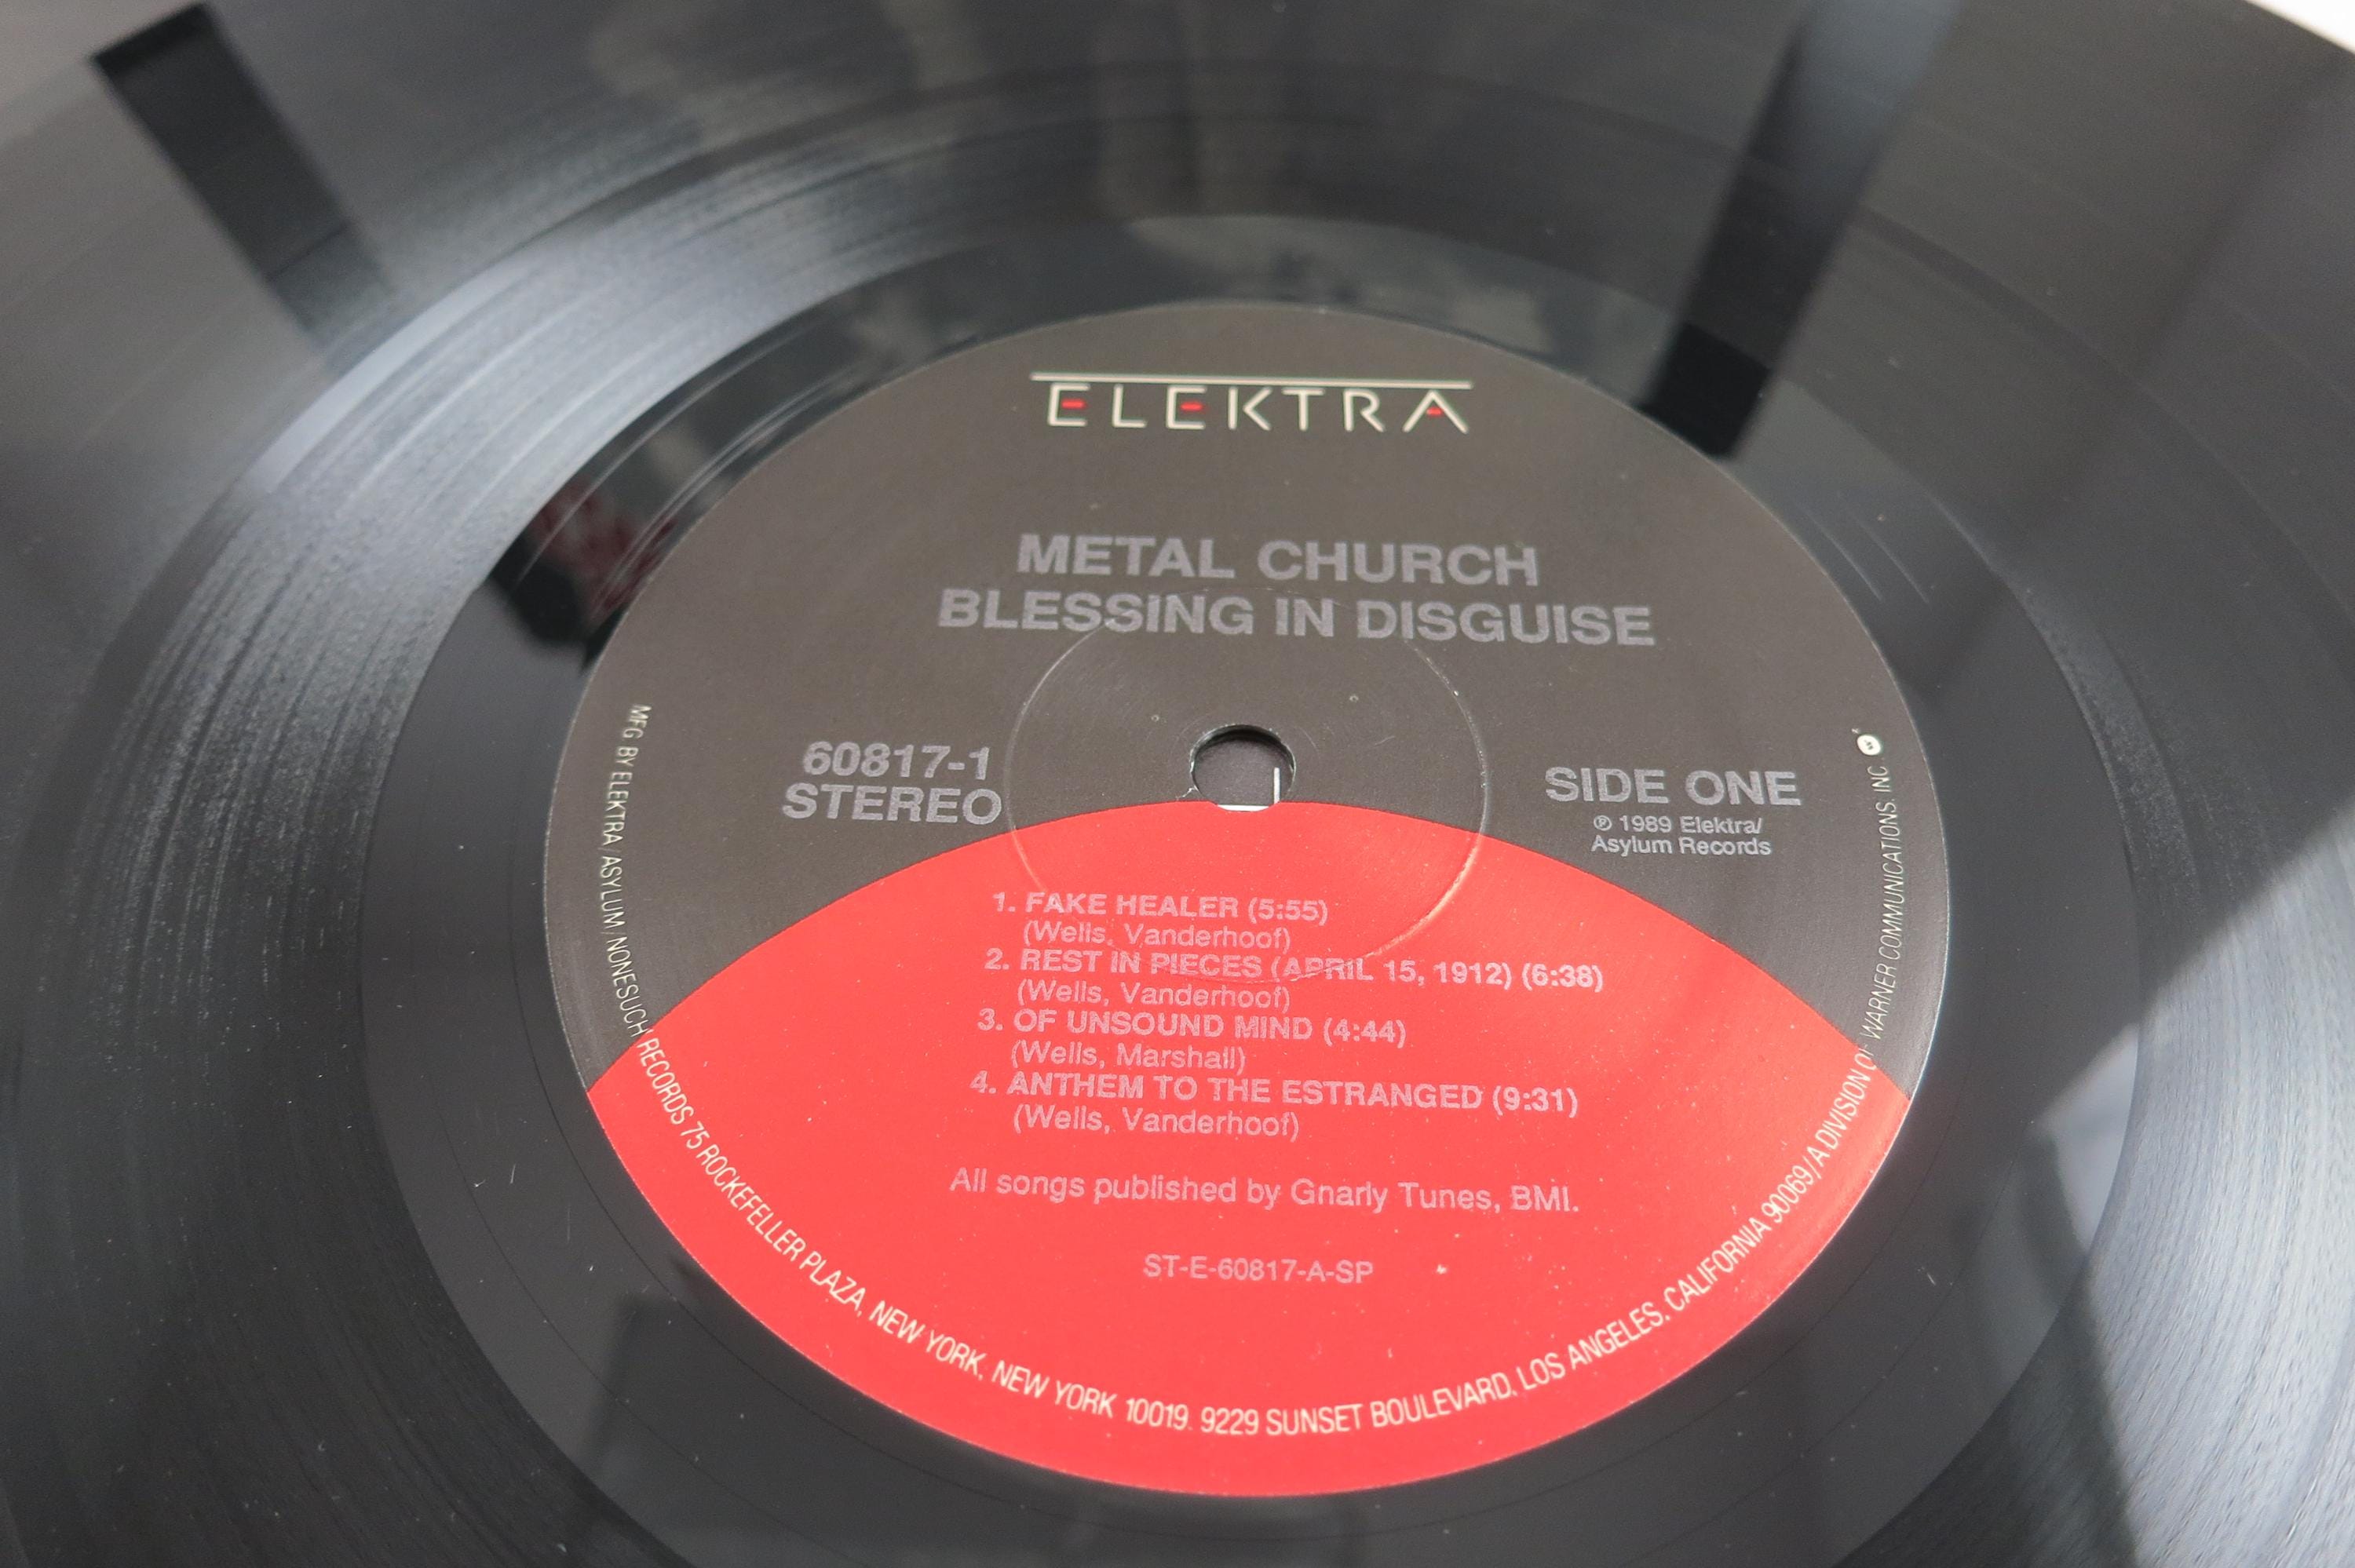 ELEKTRA
METAL CHURCH
BLESSING IN DISGUISE
60817-1
STEREO
SIDE ONE
℗ 1989 Elektra/
Asylum Records
1. FAKE HEALER (5:55)
(Wells, Vanderhoof)
2. REST IN PIECES (APRIL 15, 1912) (6:38)
(Wells, Vanderhoof)
3. OF UNSOUND MIND (4:44)
(Wells, Marshall)
4. ANTHEM TO THE ESTRANGED (9:31)
(Wells, Vanderhoof)
All songs published by Gnarly Tunes, BMI.
ST-E-60817-A-SP
MFG. BY ELEKTRA/ASYLUM/NONESUCH RECORDS 75 ROCKEFELLER PLAZA, NEW YORK, NEW YORK 10019. 9229 SUNSET BOULEVARD, LOS ANGELES, CALIFORNIA 90069/A DIVISION OF WARNER COMMUNICATIONS. INC.